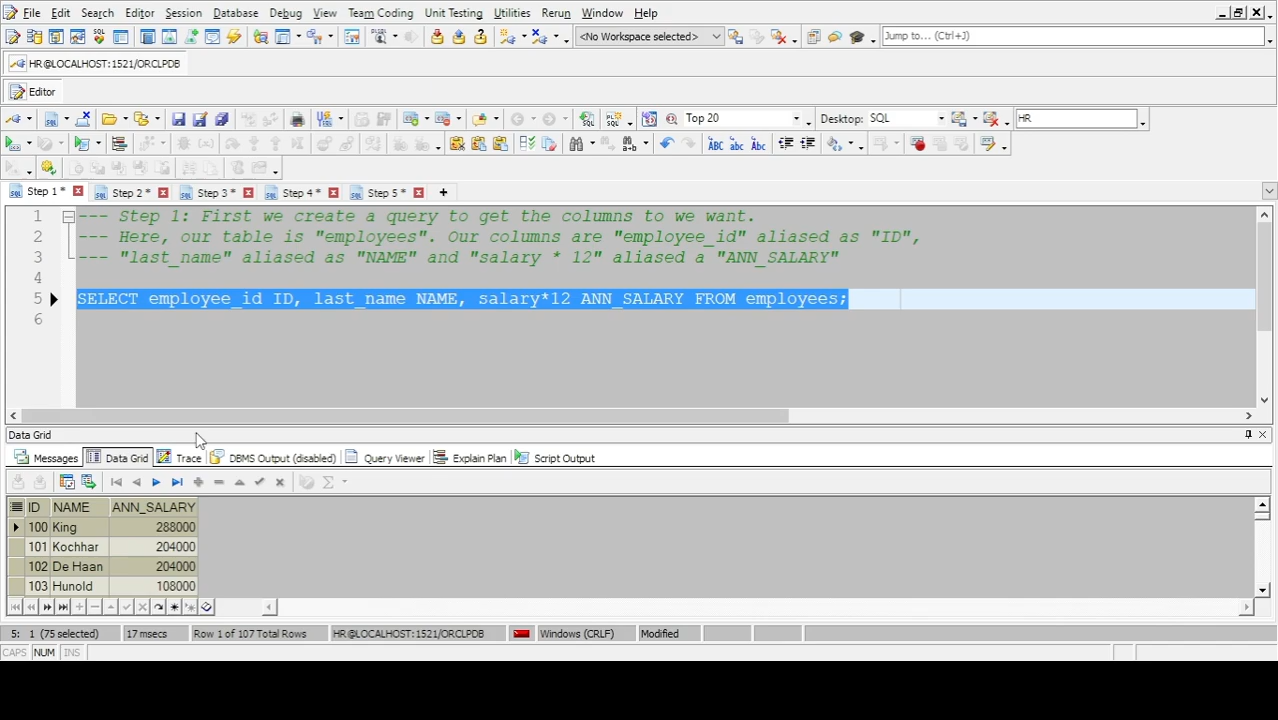 File Edit Search Editor Session Database Debug View Team Coding Unit Testing Utilities Rerun Window Help
<No Workspace selected> Jump to... (Ctrl+J)
HR@LOCALHOST:1521/ORCLPDB
Editor
Top 20 Desktop: SQL HR
Step 1 * Step 2 * Step 3 * Step 4 * Step 5 * +
1 --- Step 1: First we create a query to get the columns to we want.
2 --- Here, our table is "employees". Our columns are "employee_id" aliased as "ID",
3 --- "last_name" aliased as "NAME" and "salary * 12" aliased a "ANN_SALARY"
4
5 SELECT employee_id ID, last_name NAME, salary*12 ANN_SALARY FROM employees;
6
Data Grid
Messages Data Grid Trace DBMS Output (disabled) Query Viewer Explain Plan Script Output
ID NAME ANN_SALARY
100 King 288000
101 Kochhar 204000
102 De Haan 204000
103 Hunold 108000
5: 1 (75 selected) 17 msecs Row 1 of 107 Total Rows HR@LOCALHOST:1521/ORCLPDB Windows (CRLF) Modified
CAPS NUM INS